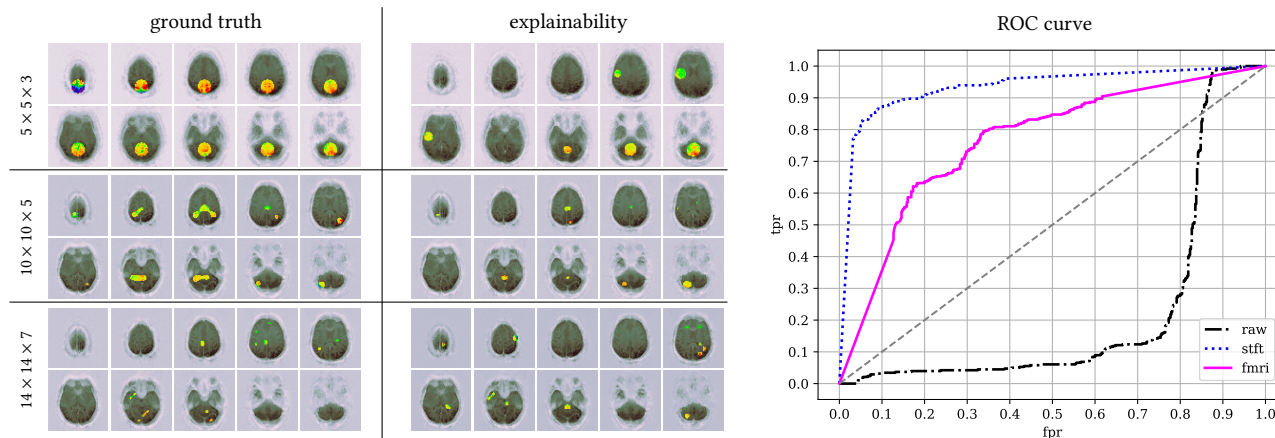 ground truth
explainability
ROC curve
5 × 5 × 3
10 × 10 × 5
14 × 14 × 7
tpr
1.0
0.9
0.8
0.7
0.6
0.5
0.4
0.3
0.2
0.1
0.0
raw
stft
fmri
0.0 0.1 0.2 0.3 0.4 0.5 0.6 0.7 0.8 0.9 1.0
fpr